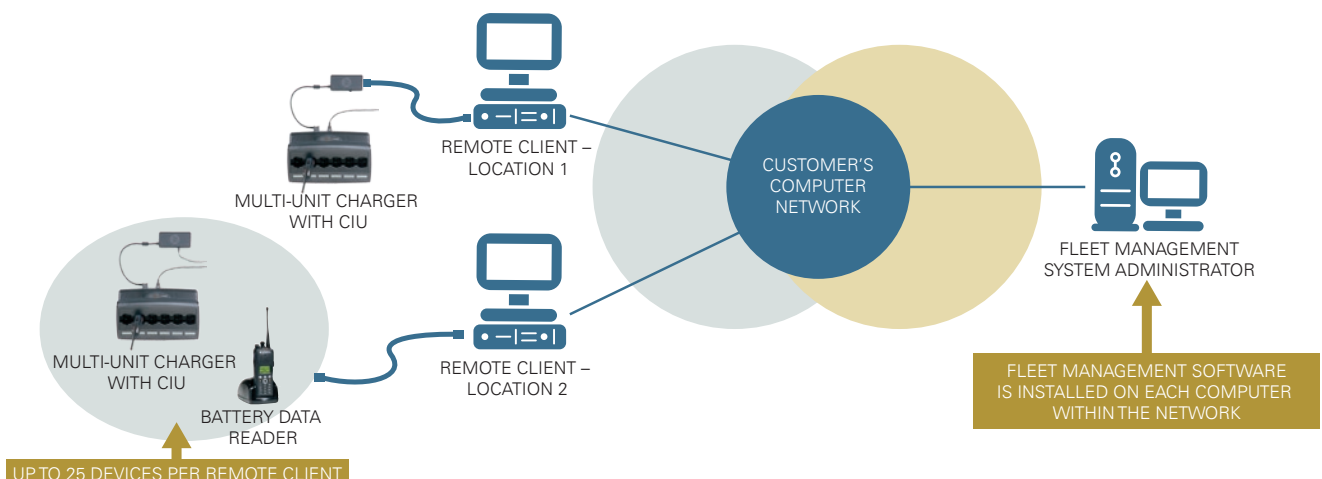 REMOTE CLIENT –
LOCATION 1
MULTI-UNIT CHARGER
WITH CIU
CUSTOMER'S
COMPUTER
NETWORK
FLEET MANAGEMENT
SYSTEM ADMINISTRATOR
MULTI-UNIT CHARGER
WITH CIU
BATTERY DATA
READER
REMOTE CLIENT –
LOCATION 2
FLEET MANAGEMENT SOFTWARE
IS INSTALLED ON EACH COMPUTER
WITHIN THE NETWORK
UP TO 25 DEVICES PER REMOTE CLIENT